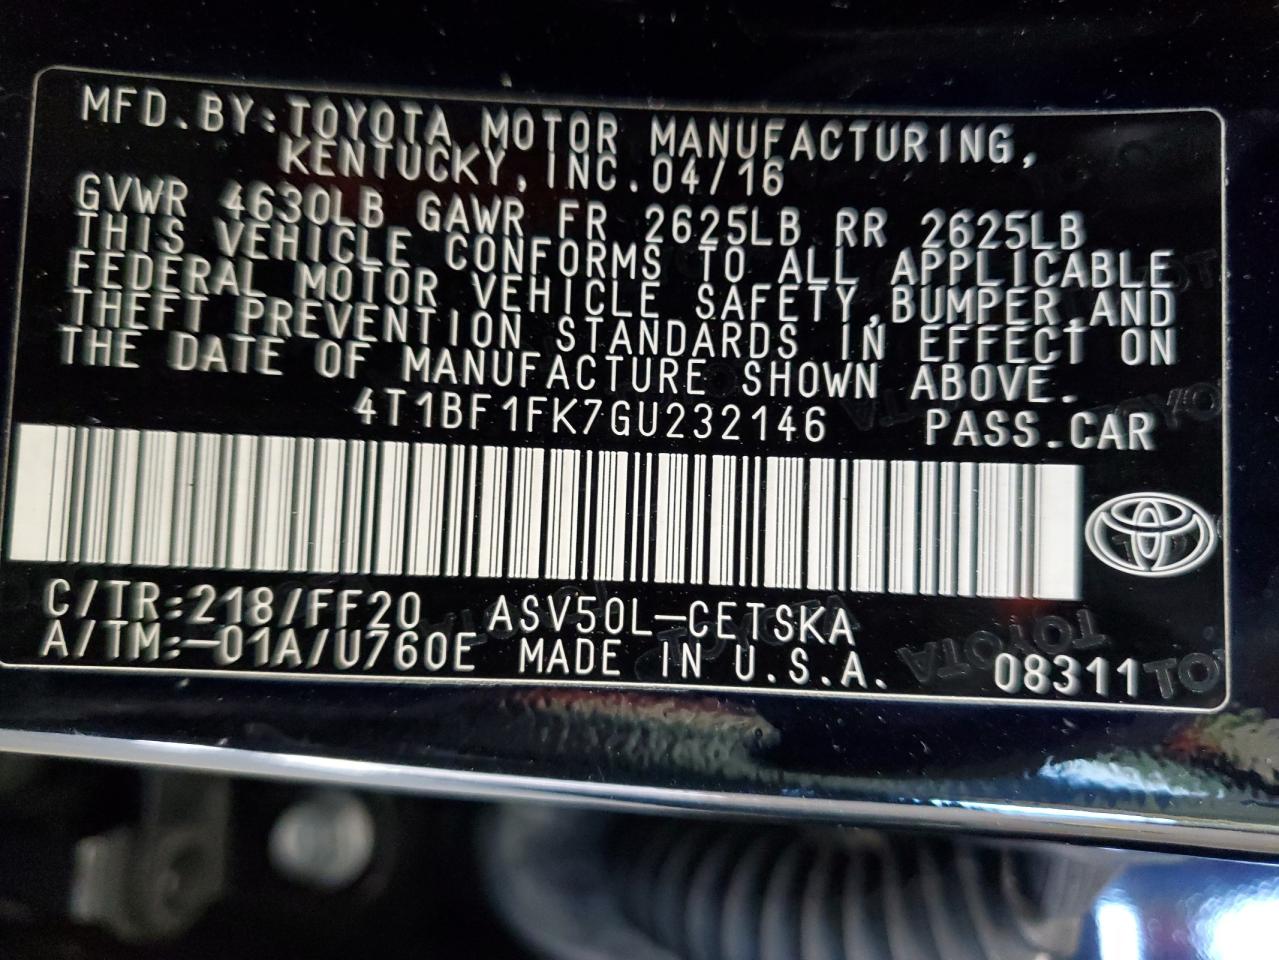 MFD.BY:TOYOTA MOTOR MANUFACTURING,
KENTUCKY,INC.04/16
GVWR 4630LB GAWR FR 2625LB RR 2625LB
THIS VEHICLE CONFORMS TO ALL APPLICABLE
FEDERAL MOTOR VEHICLE SAFETY,BUMPER,AND
THEFT PREVENTION STANDARDS IN EFFECT ON
THE DATE OF MANUFACTURE SHOWN ABOVE.
4T1BF1FK7GU232146 PASS.CAR
C/TR:218/FF20 ASV50L-CETSKA
A/TM:-01A/U760E MADE IN U.S.A. 08311
TOYOTA
TOYOTA